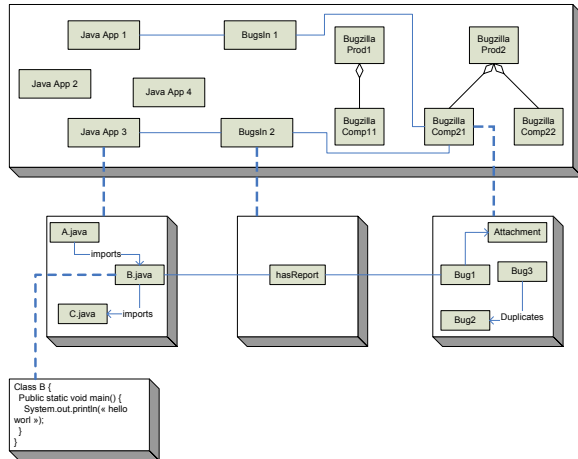 Java App 1
BugsIn 1
Bugzilla
Prod1
Bugzilla
Prod2
Java App 2
Java App 4
Java App 3
BugsIn 2
Bugzilla
Comp11
Bugzilla
Comp21
Bugzilla
Comp22
A.java
imports
B.java
C.java
imports
hasReport
Attachment
Bug1
Bug3
Bug2
Duplicates
Class B {
Public static void main() {
System.out.println(« hello
worl »);
}
}